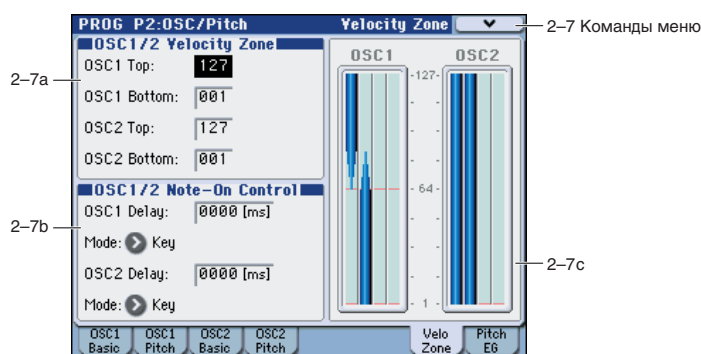 PROG P2:OSC/Pitch Velocity Zone
2–7 Команды меню
OSC1/2 Velocity Zone
OSC1 Top: 127
OSC1 Bottom: 001
OSC2 Top: 127
OSC2 Bottom: 001
2–7a
OSC1/2 Note-On Control
OSC1 Delay: 0000 [ms]
Mode: Key
OSC2 Delay: 0000 [ms]
Mode: Key
2–7b
OSC1 OSC2
-127-
- 64 -
- 1 -
2–7c
OSC1 Basic
OSC1 Pitch
OSC2 Basic
OSC2 Pitch
Velo Zone
Pitch EG